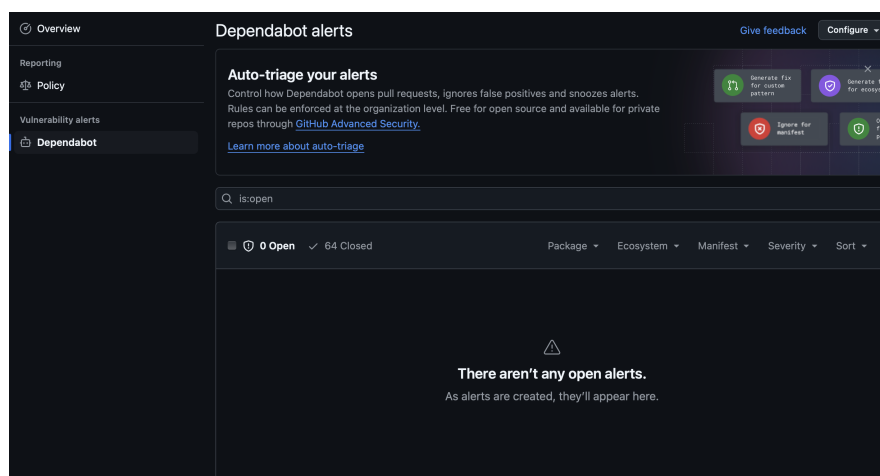 Overview
Reporting
Policy
Vulnerability alerts
Dependabot
Dependabot alerts
Give feedback
Configure
Auto-triage your alerts
Control how Dependabot opens pull requests, ignores false positives and snoozes alerts.
Rules can be enforced at the organization level. Free for open source and available for private
repos through GitHub Advanced Security.
Learn more about auto-triage
Generate fix
for custom
pattern
Generate
for ecosys
Ignore for
manifest
is:open
0 Open
64 Closed
Package
Ecosystem
Manifest
Severity
Sort
There aren’t any open alerts.
As alerts are created, they’ll appear here.